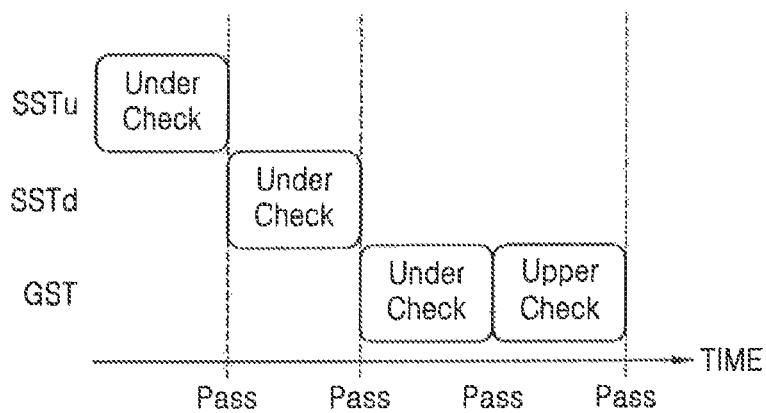 SSTu
Under
Check
SSTd
Under
Check
GST
Under
Check
Upper
Check
TIME
Pass
Pass
Pass
Pass